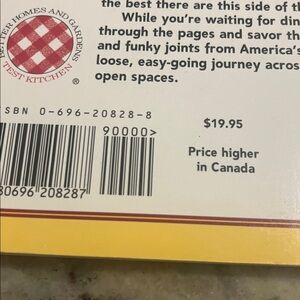 the best there are this side of th
While you're waiting for din
through the pages and savor th
and funky joints from America's
loose, easy-going journey acros
open spaces.
BETTER HOMES AND GARDENS
TEST KITCHEN
®
ISBN 0-696-20828-8
90000>
$19.95
Price higher
in Canada
80696 208287